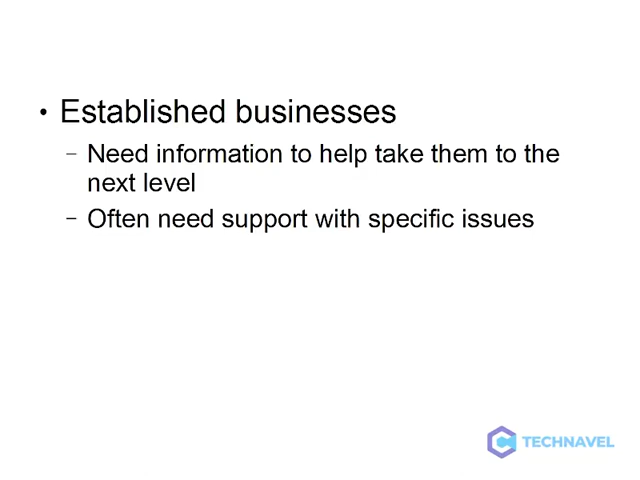 • Established businesses
– Need information to help take them to the
next level
– Often need support with specific issues
TECHNAVEL